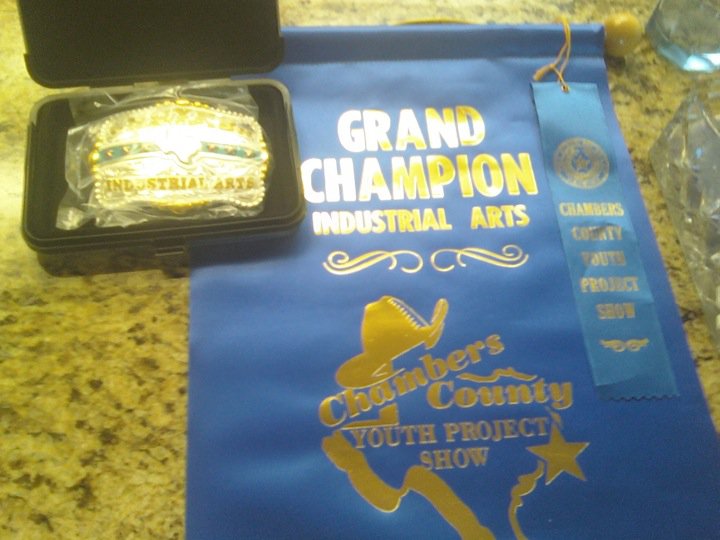 INDUSTRIAL ARTS
GRAND
CHAMPION
INDUSTRIAL ARTS
Chambers
County
YOUTH PROJECT
SHOW
CHAMBERS
COUNTY
YOUTH
PROJECT
SHOW